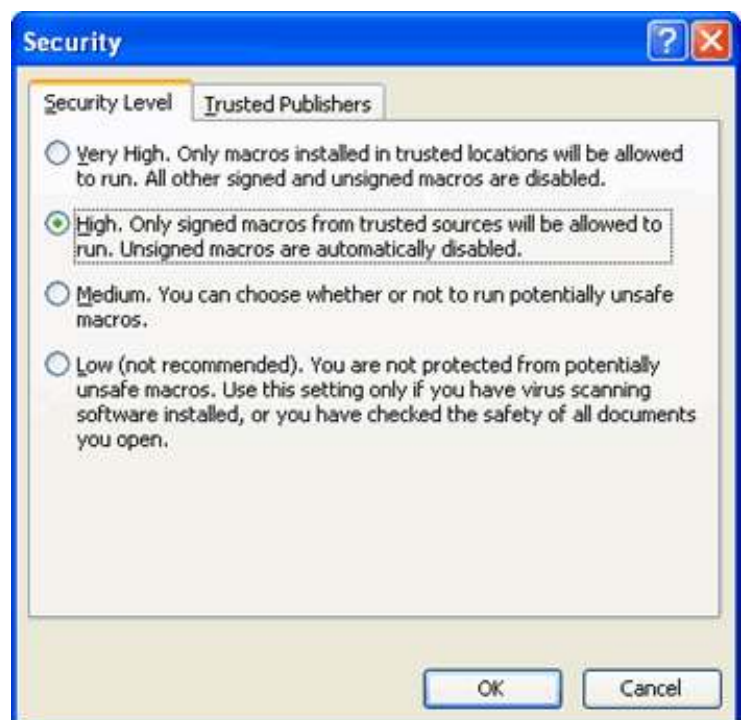 Security
Security Level Trusted Publishers
Very High. Only macros installed in trusted locations will be allowed
to run. All other signed and unsigned macros are disabled.
High. Only signed macros from trusted sources will be allowed to
run. Unsigned macros are automatically disabled.
Medium. You can choose whether or not to run potentially unsafe
macros.
Low (not recommended). You are not protected from potentially
unsafe macros. Use this setting only if you have virus scanning
software installed, or you have checked the safety of all documents
you open.
OK Cancel